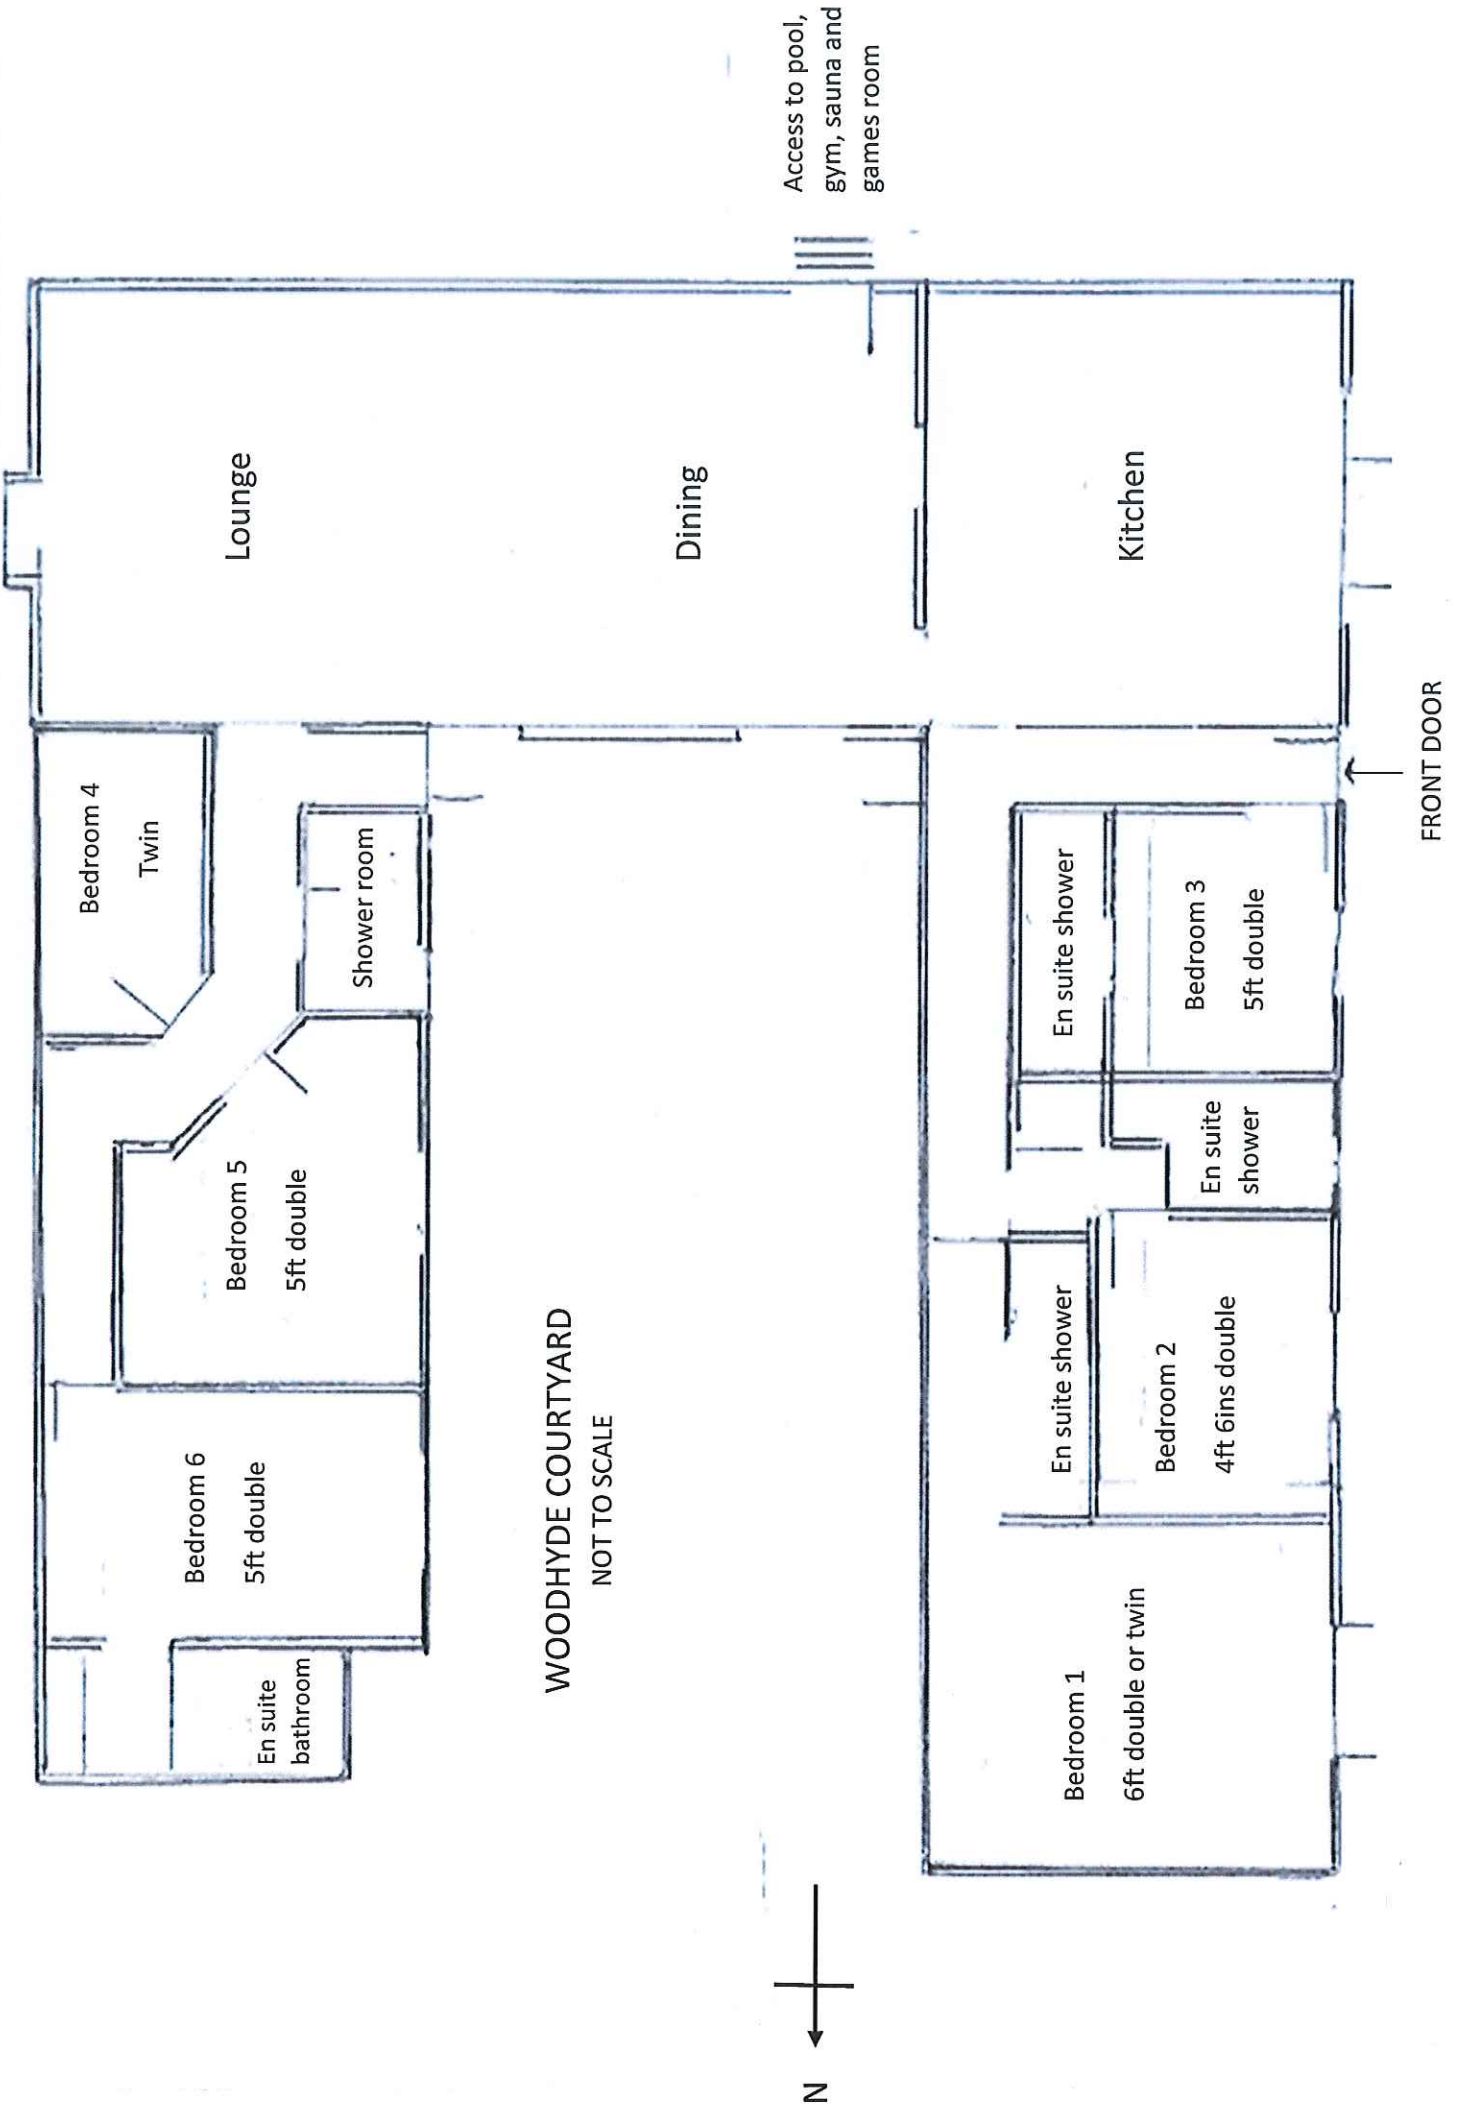 Bedroom 4
Twin
Lounge
Shower room
Bedroom 5
5ft double
Bedroom 6
5ft double
En suite
bathroom
WOODHYDE COURTYARD
NOT TO SCALE
Dining
Access to pool,
gym, sauna and
games room
N
En suite shower
Bedroom 1
6ft double or twin
En suite shower
Bedroom 2
4ft 6ins double
En suite
shower
Bedroom 3
5ft double
Kitchen
FRONT DOOR